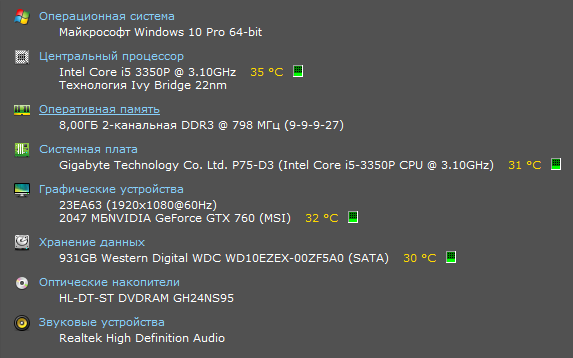 Операционная система
Майкрософт Windows 10 Pro 64-bit
Центральный процессор
Intel Core i5 3350P @ 3.10GHz 35 °C
Технология Ivy Bridge 22nm
Оперативная память
8,00ГБ 2-канальная DDR3 @ 798 МГц (9-9-9-27)
Системная плата
Gigabyte Technology Co. Ltd. P75-D3 (Intel Core i5-3350P CPU @ 3.10GHz) 31 °C
Графические устройства
23EA63 (1920x1080@60Hz)
2047 МБNVIDIA GeForce GTX 760 (MSI) 32 °C
Хранение данных
931GB Western Digital WDC WD10EZEX-00ZF5A0 (SATA) 30 °C
Оптические накопители
HL-DT-ST DVDRAM GH24NS95
Звуковые устройства
Realtek High Definition Audio